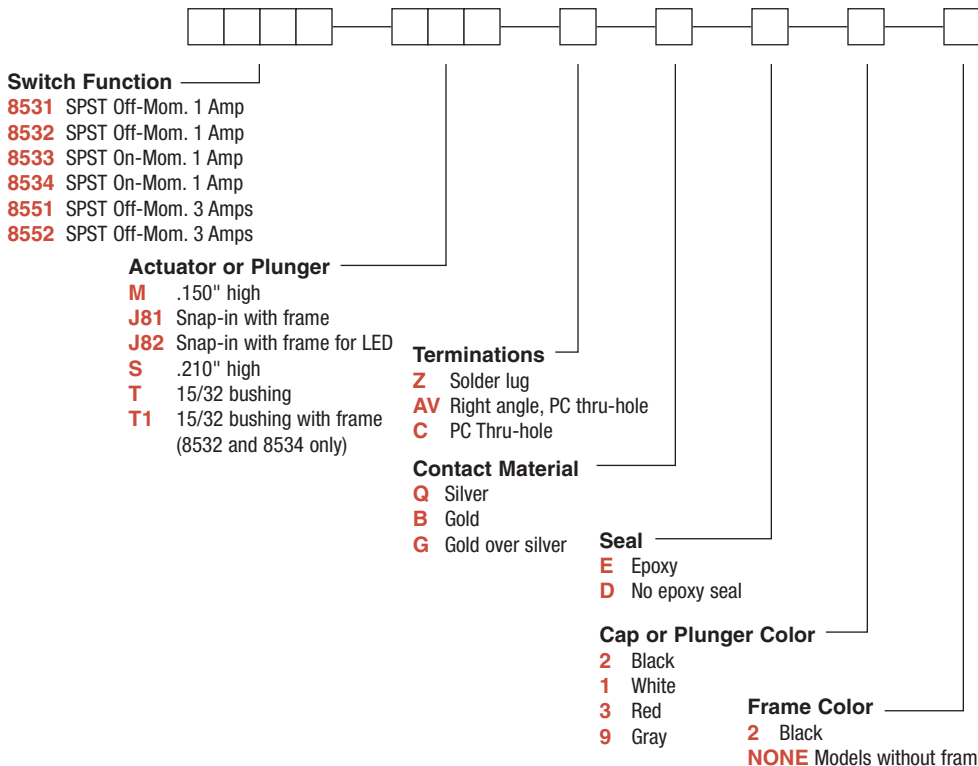 Switch Function
8531 SPST Off-Mom. 1 Amp
8532 SPST Off-Mom. 1 Amp
8533 SPST On-Mom. 1 Amp
8534 SPST On-Mom. 1 Amp
8551 SPST Off-Mom. 3 Amps
8552 SPST Off-Mom. 3 Amps
Actuator or Plunger
M .150" high
J81 Snap-in with frame
J82 Snap-in with frame for LED
S .210" high
T 15/32 bushing
T1 15/32 bushing with frame
(8532 and 8534 only)
Terminations
Z Solder lug
AV Right angle, PC thru-hole
C PC Thru-hole
Contact Material
Q Silver
B Gold
G Gold over silver
Seal
E Epoxy
D No epoxy seal
Cap or Plunger Color
2 Black
1 White
3 Red
9 Gray
Frame Color
2 Black
NONE Models without fram